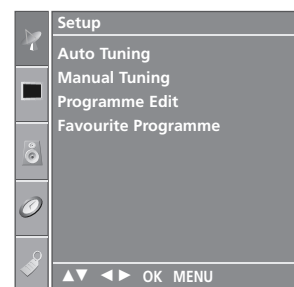 Setup
Auto Tuning
Manual Tuning
Programme Edit
Favourite Programme
▲▼ ◄► OK MENU